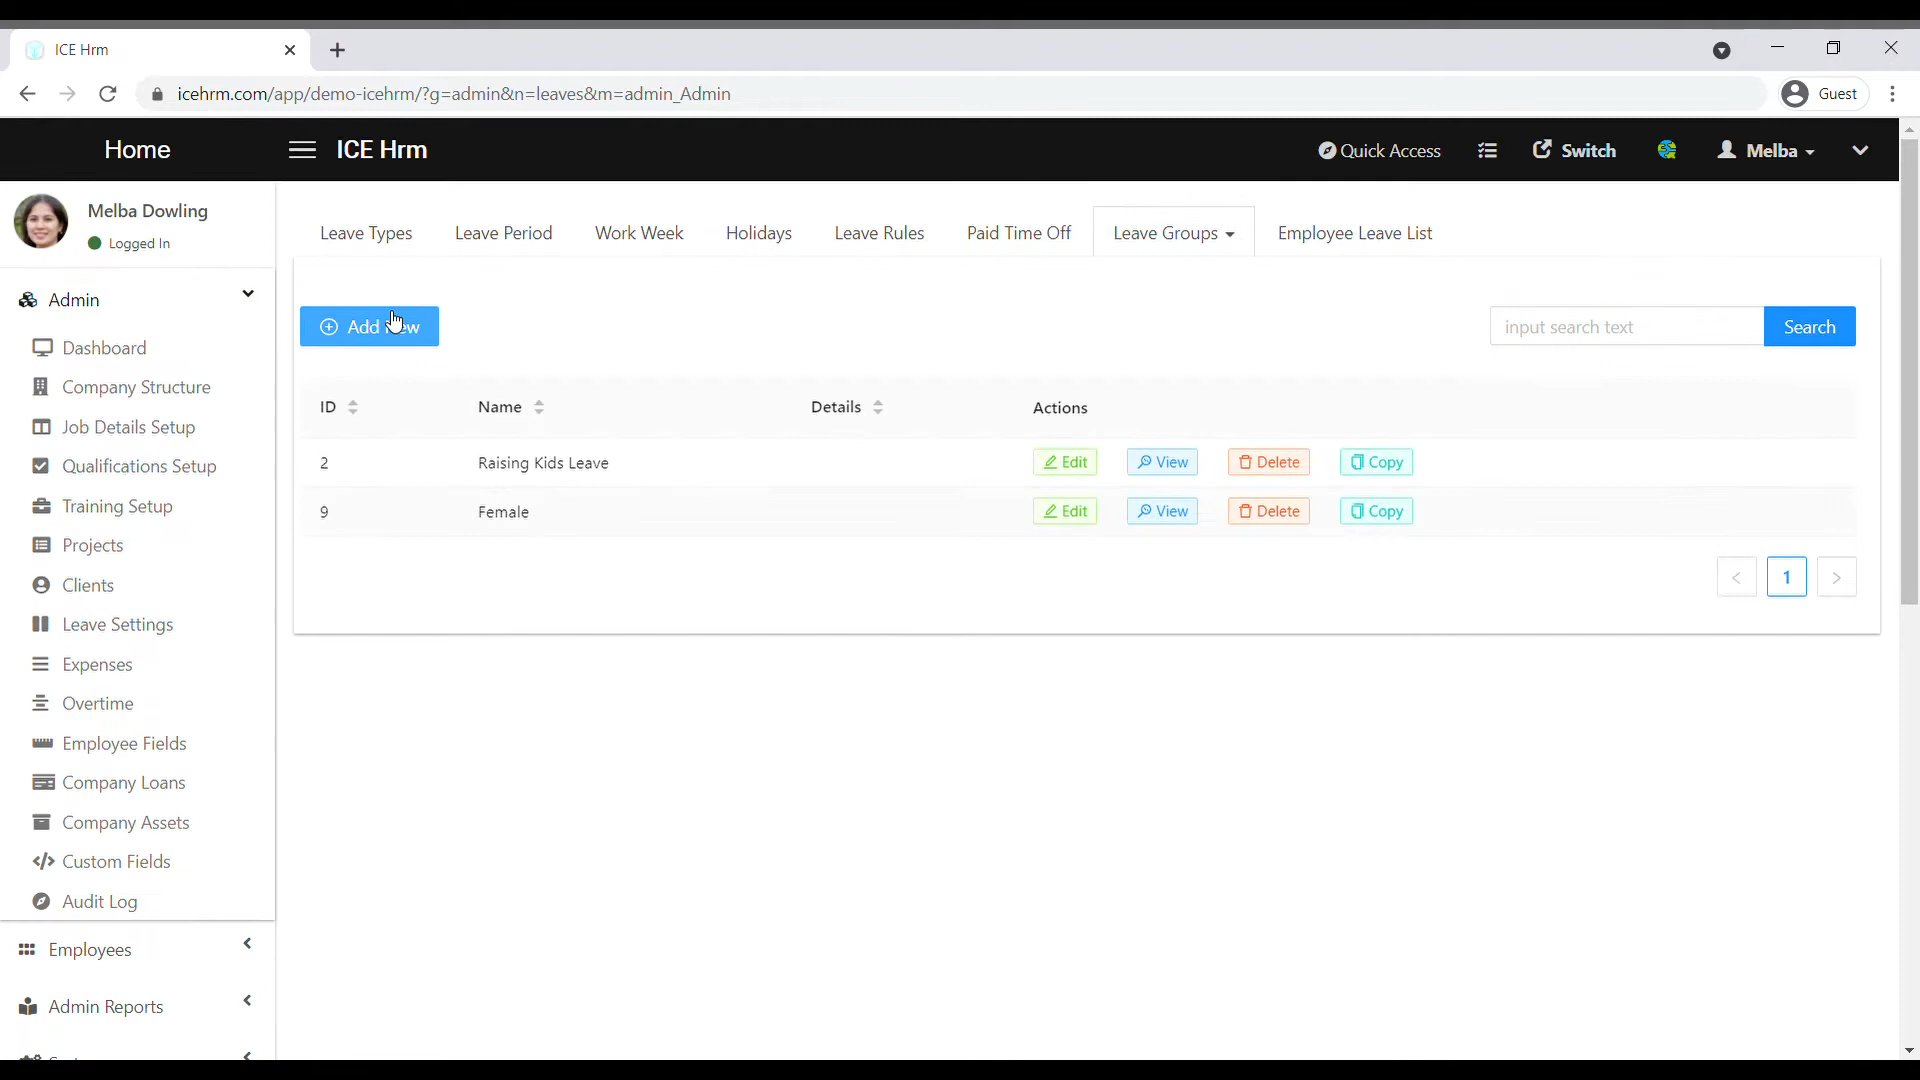 ICE Hrm
icehrm.com/app/demo-icehrm/?g=admin&n=leaves&m=admin_Admin
Guest
Home
ICE Hrm
Quick Access
Switch
Melba
Melba Dowling
Logged In
Leave Types
Leave Period
Work Week
Holidays
Leave Rules
Paid Time Off
Leave Groups
Employee Leave List
Admin
Dashboard
Company Structure
Job Details Setup
Qualifications Setup
Training Setup
Projects
Clients
Leave Settings
Expenses
Overtime
Employee Fields
Company Loans
Company Assets
Custom Fields
Audit Log
Employees
Admin Reports
Add
input search text
Search
ID Name Details Actions
2 Raising Kids Leave Edit View Delete Copy
9 Female Edit View Delete Copy
< 1 >